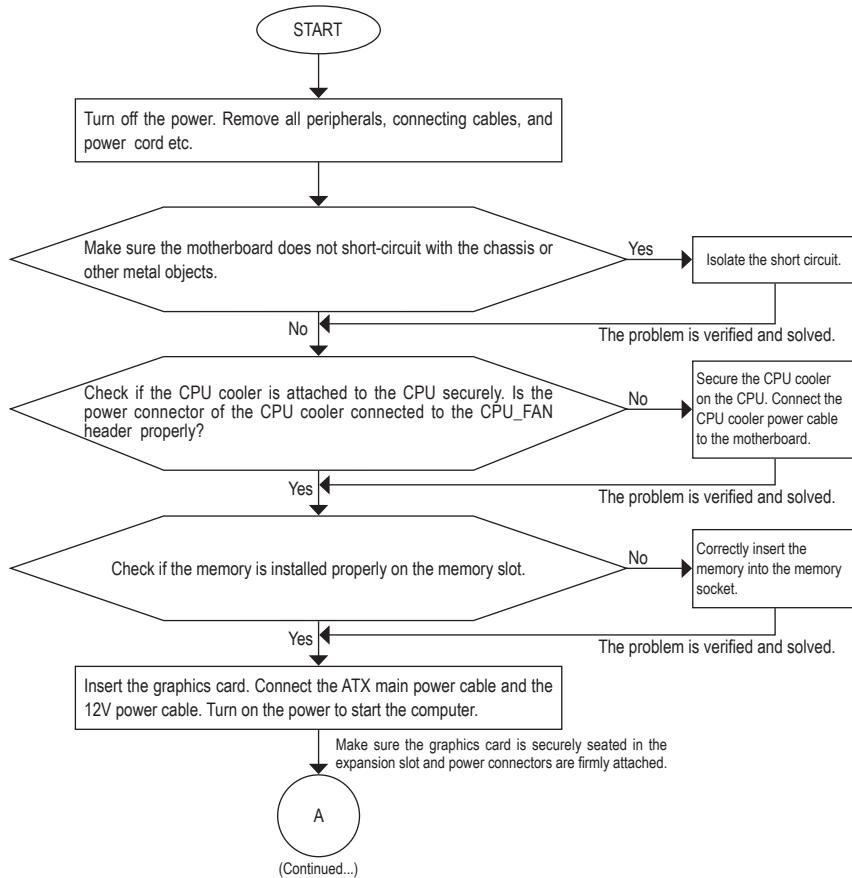 START
Turn off the power. Remove all peripherals, connecting cables, and
power cord etc.
Make sure the motherboard does not short-circuit with the chassis or
other metal objects.
Yes
Isolate the short circuit.
No
The problem is verified and solved.
Check if the CPU cooler is attached to the CPU securely. Is the
power connector of the CPU cooler connected to the CPU_FAN
header properly?
No
Secure the CPU cooler
on the CPU. Connect the
CPU cooler power cable
to the motherboard.
Yes
The problem is verified and solved.
Check if the memory is installed properly on the memory slot.
No
Correctly insert the
memory into the memory
socket.
Yes
The problem is verified and solved.
Insert the graphics card. Connect the ATX main power cable and the
12V power cable. Turn on the power to start the computer.
Make sure the graphics card is securely seated in the
expansion slot and power connectors are firmly attached.
A
(Continued...)